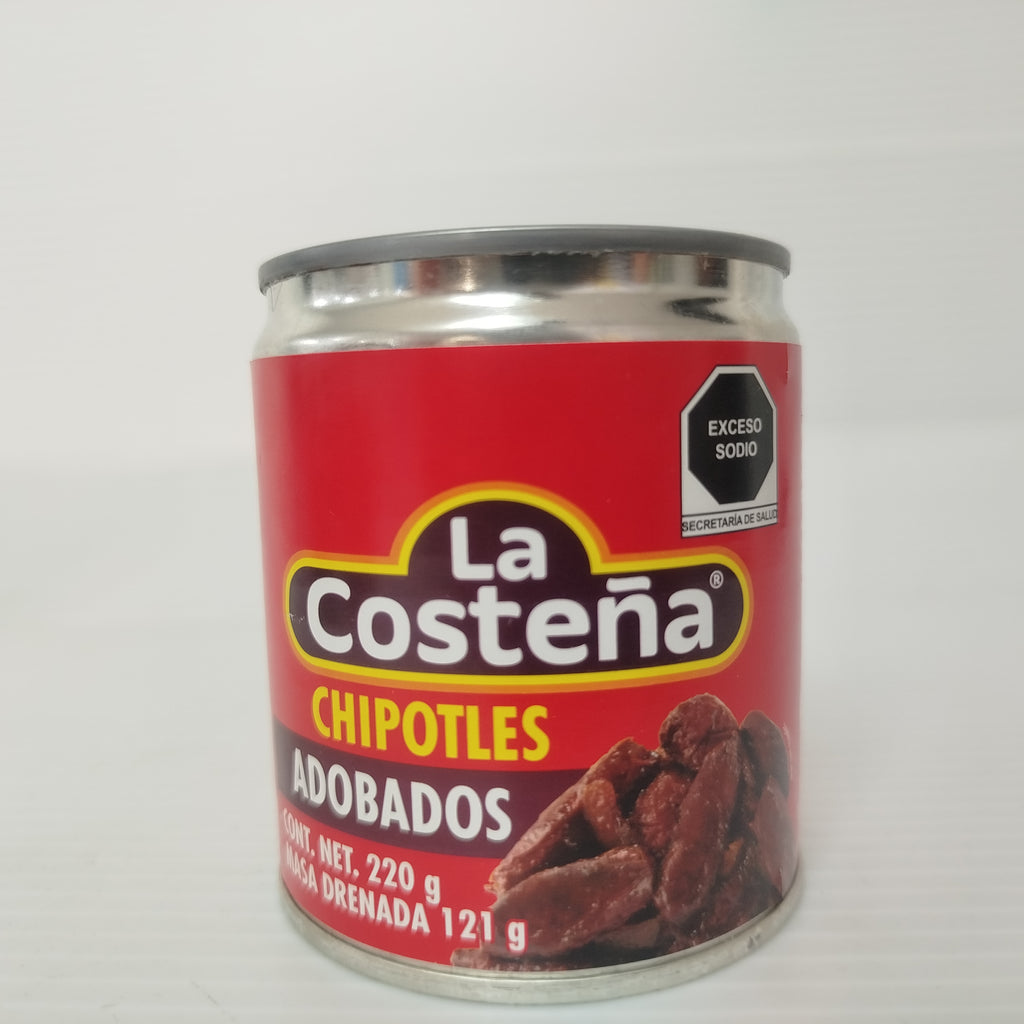 EXCESO
SODIO
SECRETARÍA DE SALUD
La
Costeña®
CHIPOTLES
ADOBADOS
CONT. NET. 220 g
MASA DRENADA 121 g